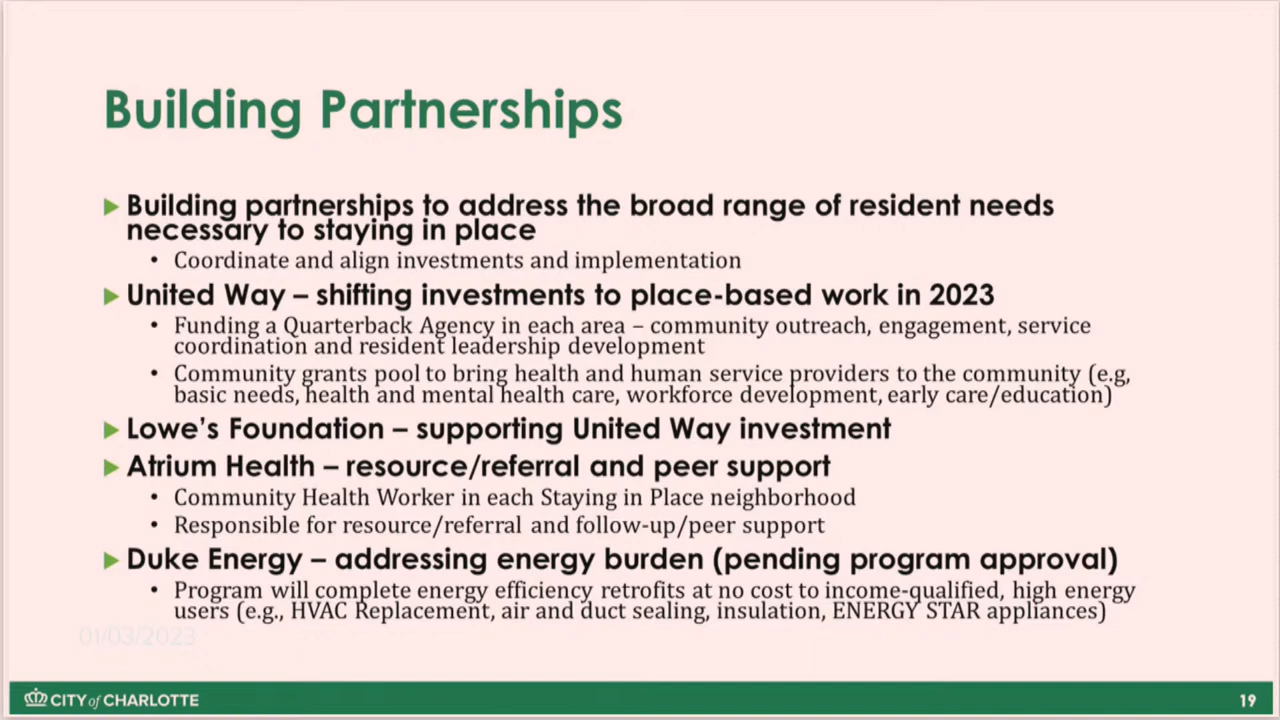 Building Partnerships
Building partnerships to address the broad range of resident needs
necessary to staying in place
• Coordinate and align investments and implementation
United Way – shifting investments to place-based work in 2023
• Funding a Quarterback Agency in each area – community outreach, engagement, service
coordination and resident leadership development
• Community grants pool to bring health and human service providers to the community (e.g,
basic needs, health and mental health care, workforce development, early care/education)
Lowe's Foundation – supporting United Way investment
Atrium Health – resource/referral and peer support
• Community Health Worker in each Staying in Place neighborhood
• Responsible for resource/referral and follow-up/peer support
Duke Energy – addressing energy burden (pending program approval)
• Program will complete energy efficiency retrofits at no cost to income-qualified, high energy
users (e.g., HVAC Replacement, air and duct sealing, insulation, ENERGY STAR appliances)
01/03/2023
CITY of CHARLOTTE
19